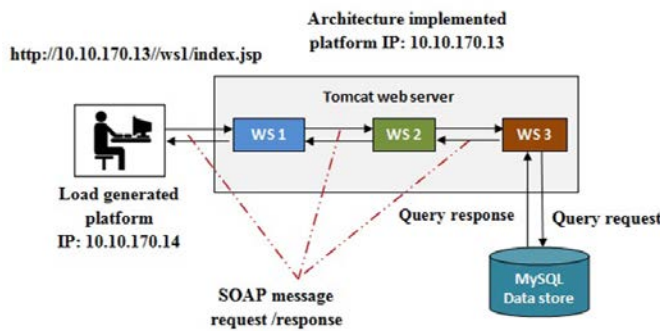 Architecture implemented
platform IP: 10.10.170.13
http://10.10.170.13//ws1/index.jsp
Tomcat web server
WS 1
WS 2
WS 3
Load generated
platform
IP: 10.10.170.14
Query response
Query request
SOAP message
request /response
MySQL
Data store